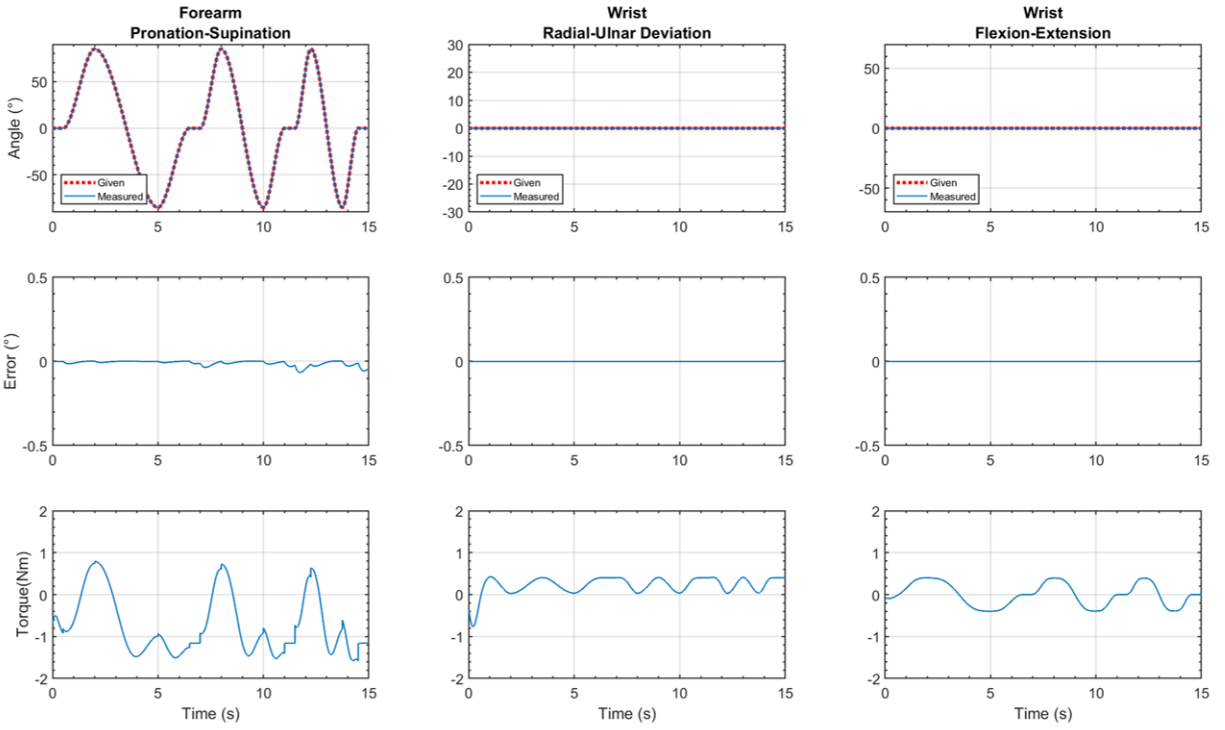 Forearm
Pronation-Supination
Wrist
Radial-Ulnar Deviation
Wrist
Flexion-Extension
Angle (°)
50
0
-50
Given
Measured
0 5 10 15
30
20
10
0
-10
-20
-30
Given
Measured
0 5 10 15
50
0
-50
Given
Measured
0 5 10 15
Error (°)
0.5
0
-0.5
0 5 10 15
0.5
0
-0.5
0 5 10 15
0.5
0
-0.5
0 5 10 15
Torque(Nm)
2
1
0
-1
-2
0 5 10 15
Time (s)
2
1
0
-1
-2
0 5 10 15
Time (s)
2
1
0
-1
-2
0 5 10 15
Time (s)